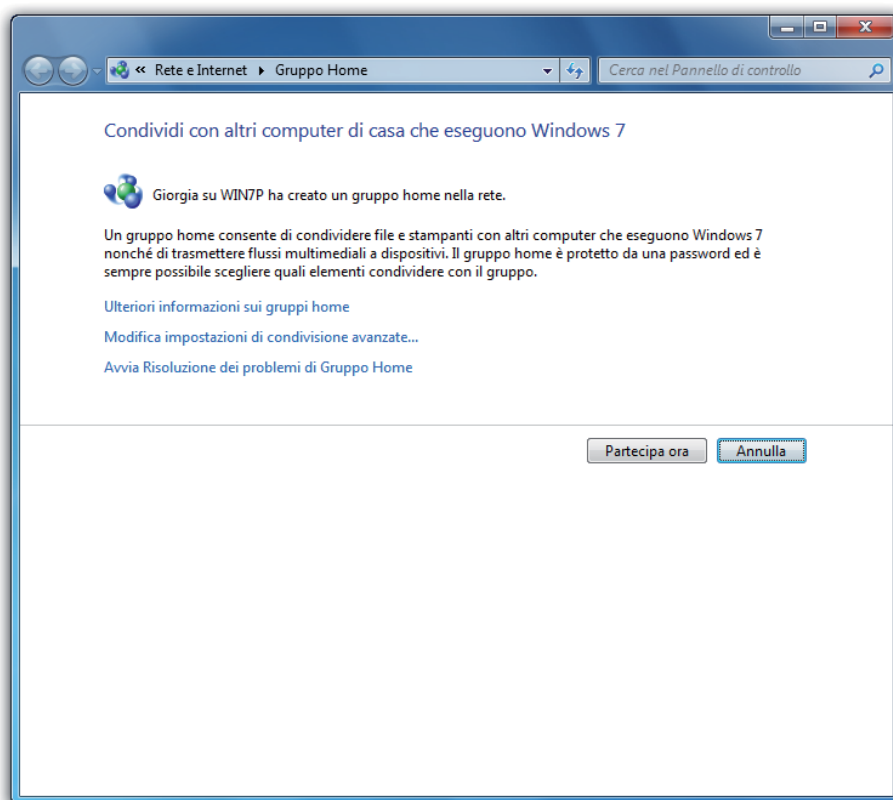 « Rete e Internet Gruppo Home Cerca nel Pannello di controllo
Condividi con altri computer di casa che eseguono Windows 7
Giorgia su WIN7P ha creato un gruppo home nella rete.
Un gruppo home consente di condividere file e stampanti con altri computer che eseguono Windows 7
nonché di trasmettere flussi multimediali a dispositivi. Il gruppo home è protetto da una password ed è
sempre possibile scegliere quali elementi condividere con il gruppo.
Ulteriori informazioni sui gruppi home
Modifica impostazioni di condivisione avanzate...
Avvia Risoluzione dei problemi di Gruppo Home
Partecipa ora Annulla